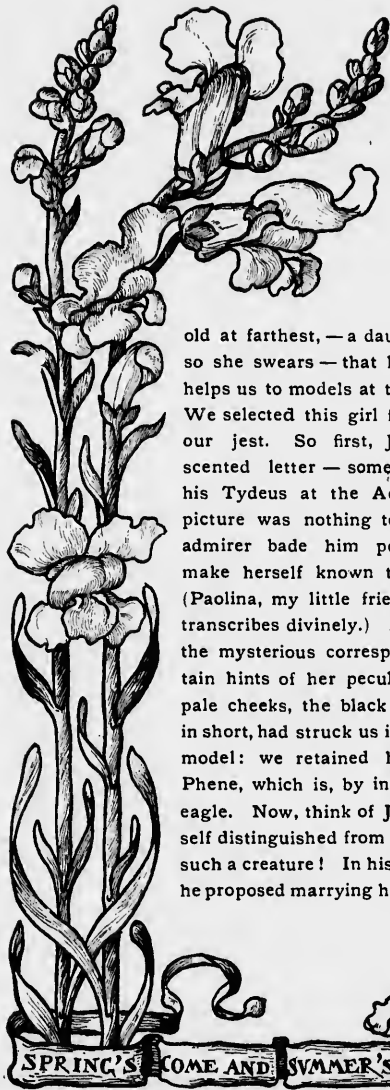 old at farthest, — a dau
so she swears — that h
helps us to models at t
We selected this girl f
our jest. So first, J
scented letter — some
his Tydeus at the Ac
picture was nothing to
admirer bade him pe
make herself known t
(Paolina, my little frie
transcribes divinely.)
the mysterious corresp
tain hints of her pecul
pale cheeks, the black
in short, had struck us i
model: we retained h
Phene, which is, by in
eagle. Now, think of J
self distinguished from
such a creature! In his
he proposed marrying h
SPRING'S COME AND SVMMER'S